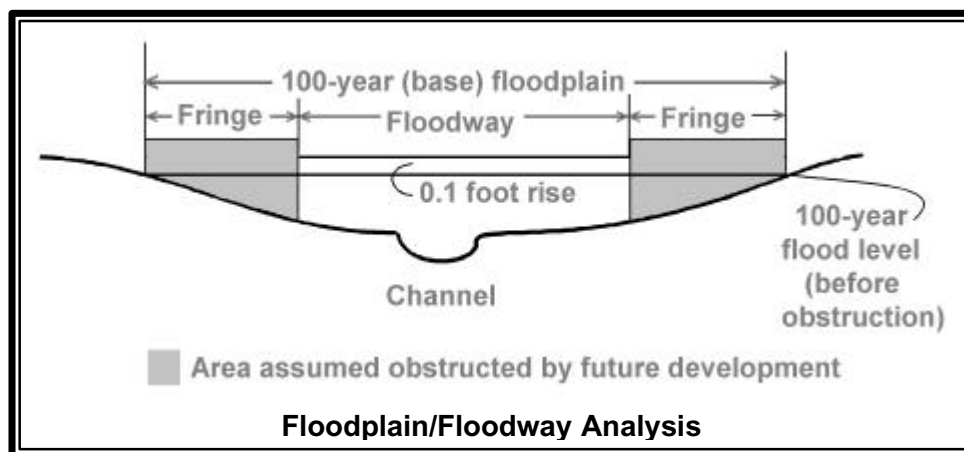 100-year (base) floodplain
Fringe
Floodway
Fringe
0.1 foot rise
100-year
flood level
(before
obstruction)
Channel
Area assumed obstructed by future development
Floodplain/Floodway Analysis